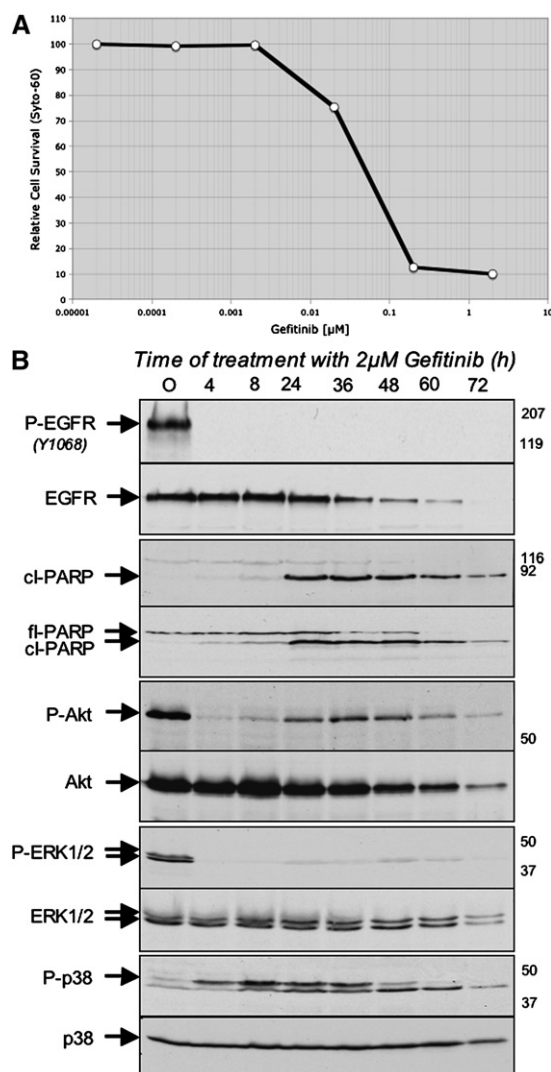 A
110
100
90
80
70
60
50
40
30
20
10
0
Relative Cell Survival (Syto-60)
0.00001 0.0001 0.001 0.01 0.1 1 10
Gefitinib [µM]
B
Time of treatment with 2µM Gefitinib (h)
O 4 8 24 36 48 60 72
P-EGFR
(Y1068)
207
119
EGFR
cl-PARP
116
92
fl-PARP
cl-PARP
P-Akt
50
Akt
P-ERK1/2
50
37
ERK1/2
P-p38
50
37
p38